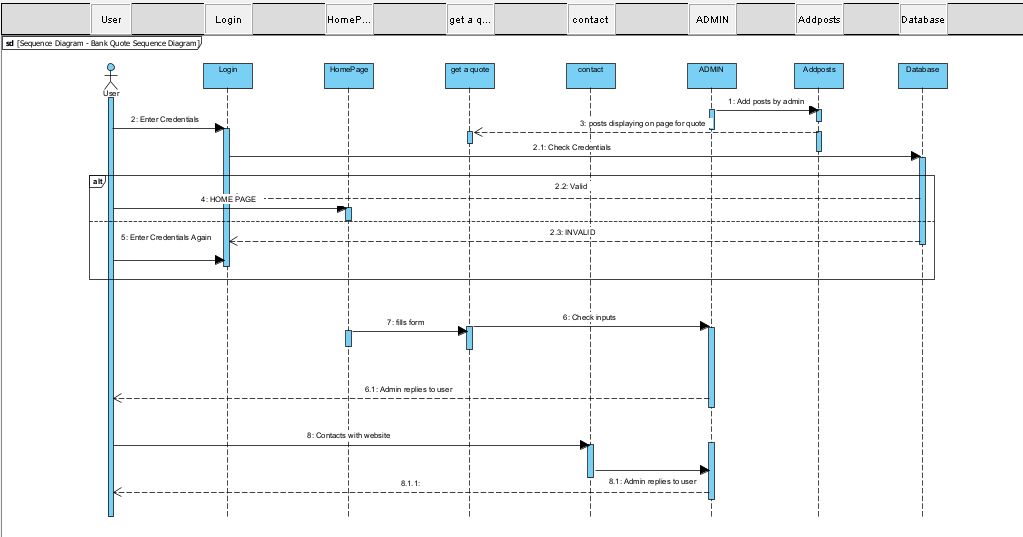 User Login HomeP... get a q... contact ADMIN Addposts Database
sd [Sequence Diagram - Bank Quote Sequence Diagram]
User
Login
HomePage
get a quote
contact
ADMIN
Addposts
Database
1: Add posts by admin
2: Enter Credentials
3: posts displaying on page for quote
2.1: Check Credentials
alt
2.2: Valid
4: HOME PAGE
2.3: INVALID
5: Enter Credentials Again
6: Check inputs
7: fills form
6.1: Admin replies to user
8: Contacts with website
8.1: Admin replies to user
8.1.1: